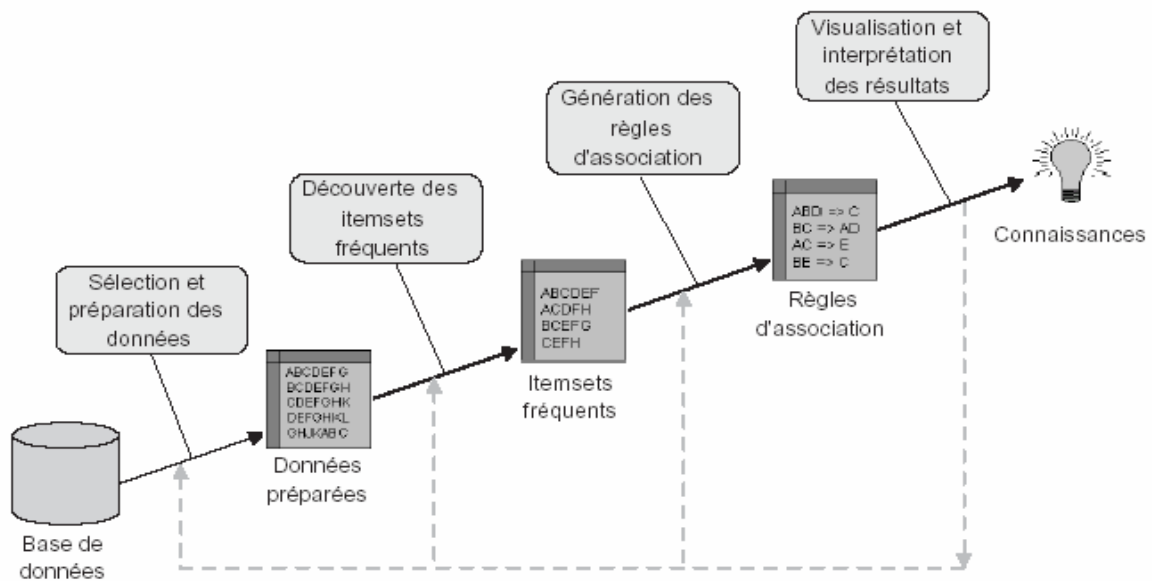 Visualisation et
interprétation
des résultats
Génération des
règles
d'association
Découverte des
itemsets
fréquents
Sélection et
préparation des
données
Base de
données
ABCDEFG
BCDEFGH
CDEFGHK
DEFGHKL
GHJKABC
Données
préparées
ABCDEF
ACDFH
BCEFG
CEFH
Itemsets
fréquents
ABDI => C
BC => AD
AC => E
BE => C
Règles
d'association
Connaissances